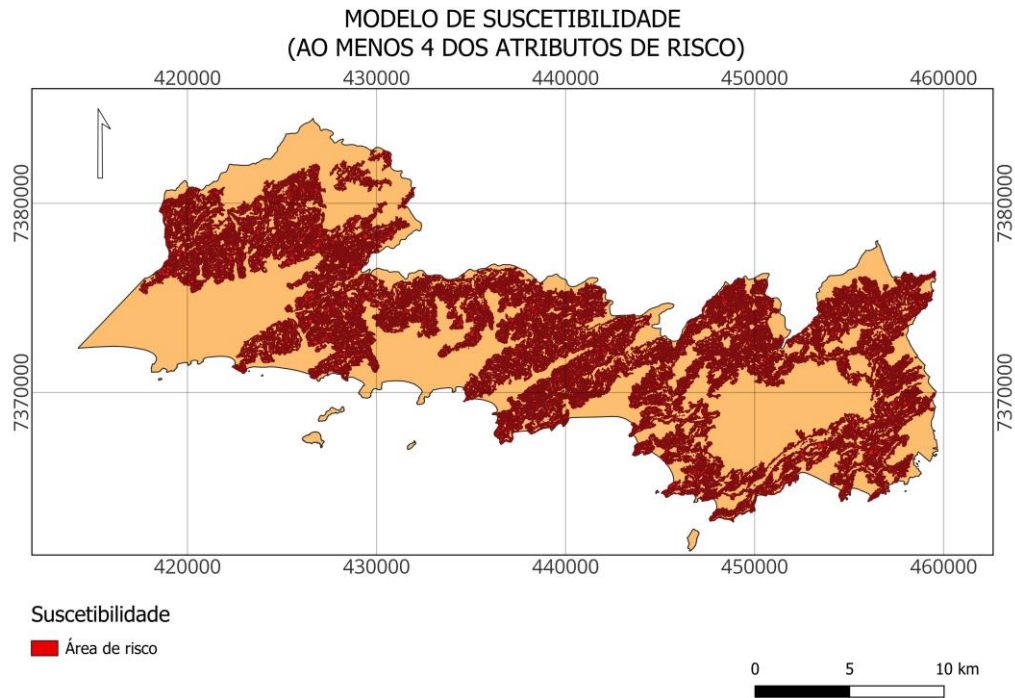 MODELO DE SUSCETIBILIDADE
(AO MENOS 4 DOS ATRIBUTOS DE RISCO)
420000 430000 440000 450000 460000
7380000 7380000
7370000 7370000
420000 430000 440000 450000 460000
Suscetibilidade
Área de risco
0 5 10 km